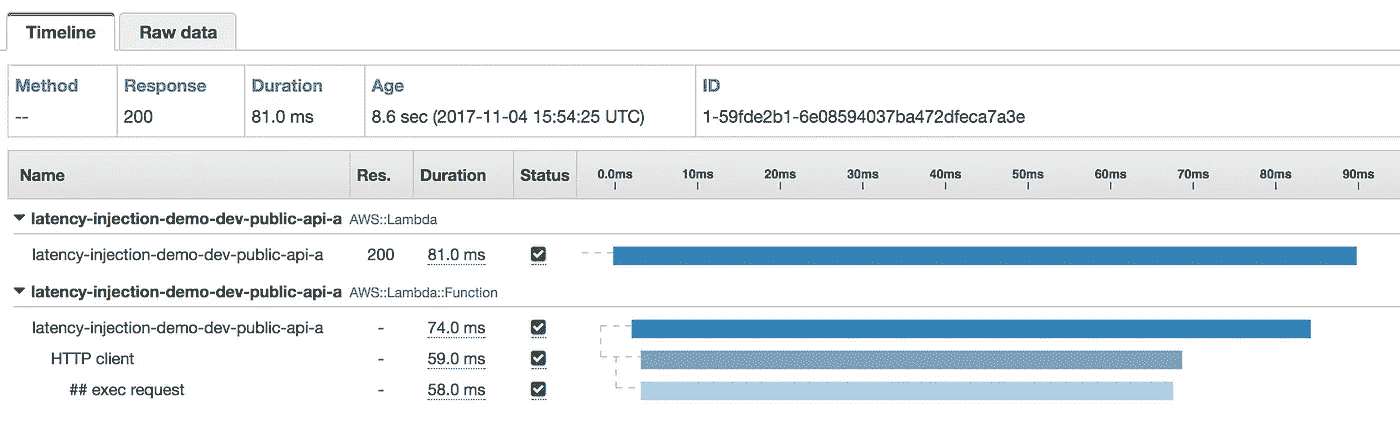 Timeline Raw data
Method Response Duration Age ID
-- 200 81.0 ms 8.6 sec (2017-11-04 15:54:25 UTC) 1-59fde2b1-6e08594037ba472dfeca7a3e
Name Res. Duration Status 0.0ms 10ms 20ms 30ms 40ms 50ms 60ms 70ms 80ms 90ms
latency-injection-demo-dev-public-api-a AWS::Lambda
latency-injection-demo-dev-public-api-a 200 81.0 ms
latency-injection-demo-dev-public-api-a AWS::Lambda::Function
latency-injection-demo-dev-public-api-a - 74.0 ms
HTTP client - 59.0 ms
## exec request - 58.0 ms